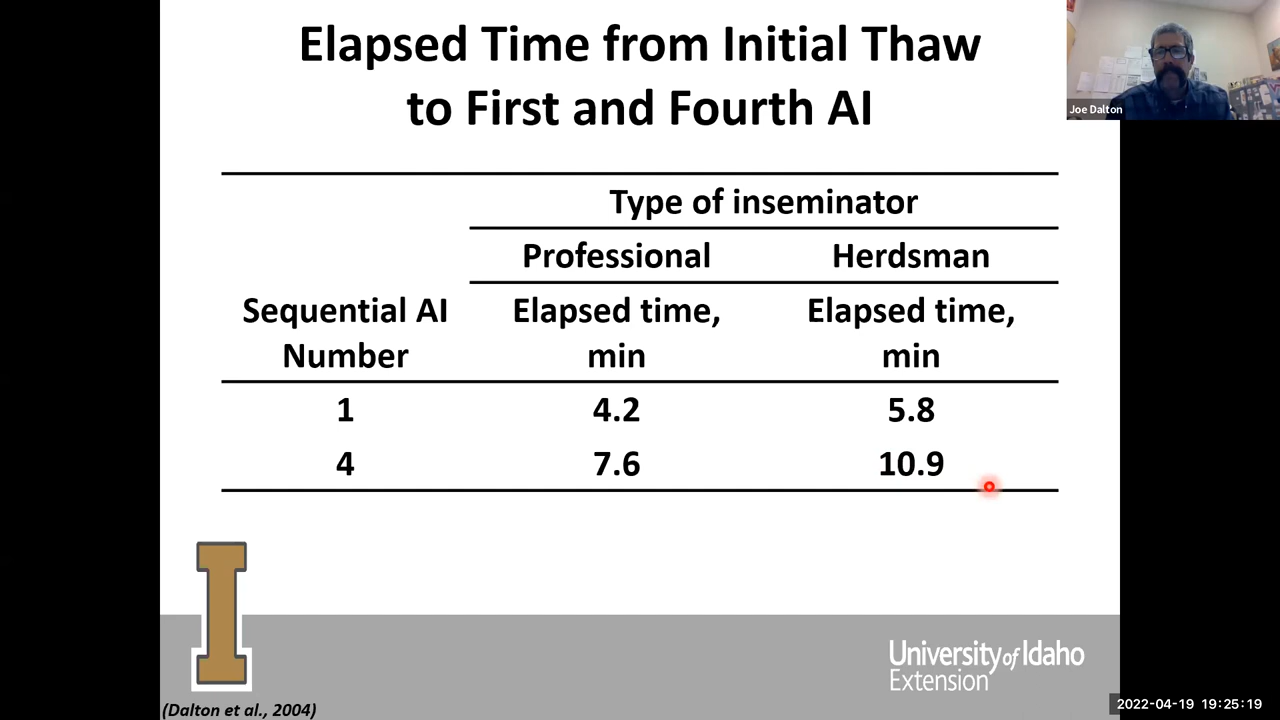 Elapsed Time from Initial Thaw
to First and Fourth AI
Joe Dalton
Type of inseminator
Professional Herdsman
Sequential AI Elapsed time, Elapsed time,
Number min min
1 4.2 5.8
4 7.6 10.9
I
University of Idaho
Extension
(Dalton et al., 2004)
2022-04-19 19:25:19